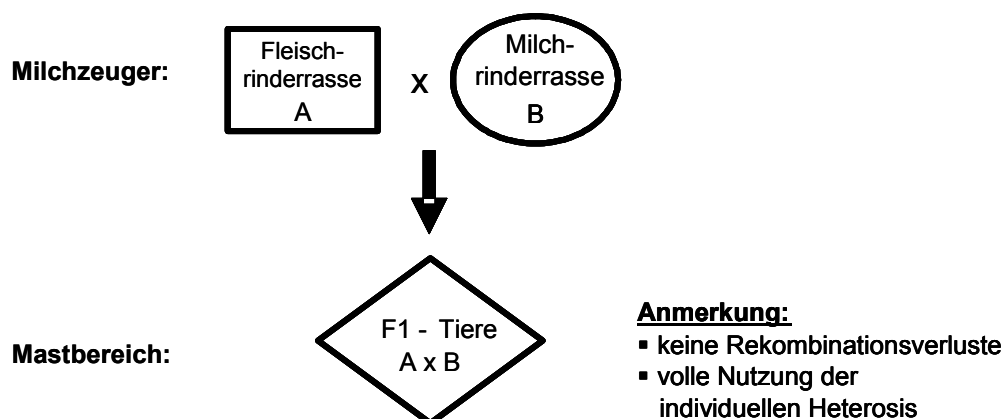 Milchzeuger:
Fleisch-
rinderrasse
A
X
Milch-
rinderrasse
B
Mastbereich:
F1 - Tiere
A x B
Anmerkung:
▪ keine Rekombinationsverluste
▪ volle Nutzung der
individuellen Heterosis